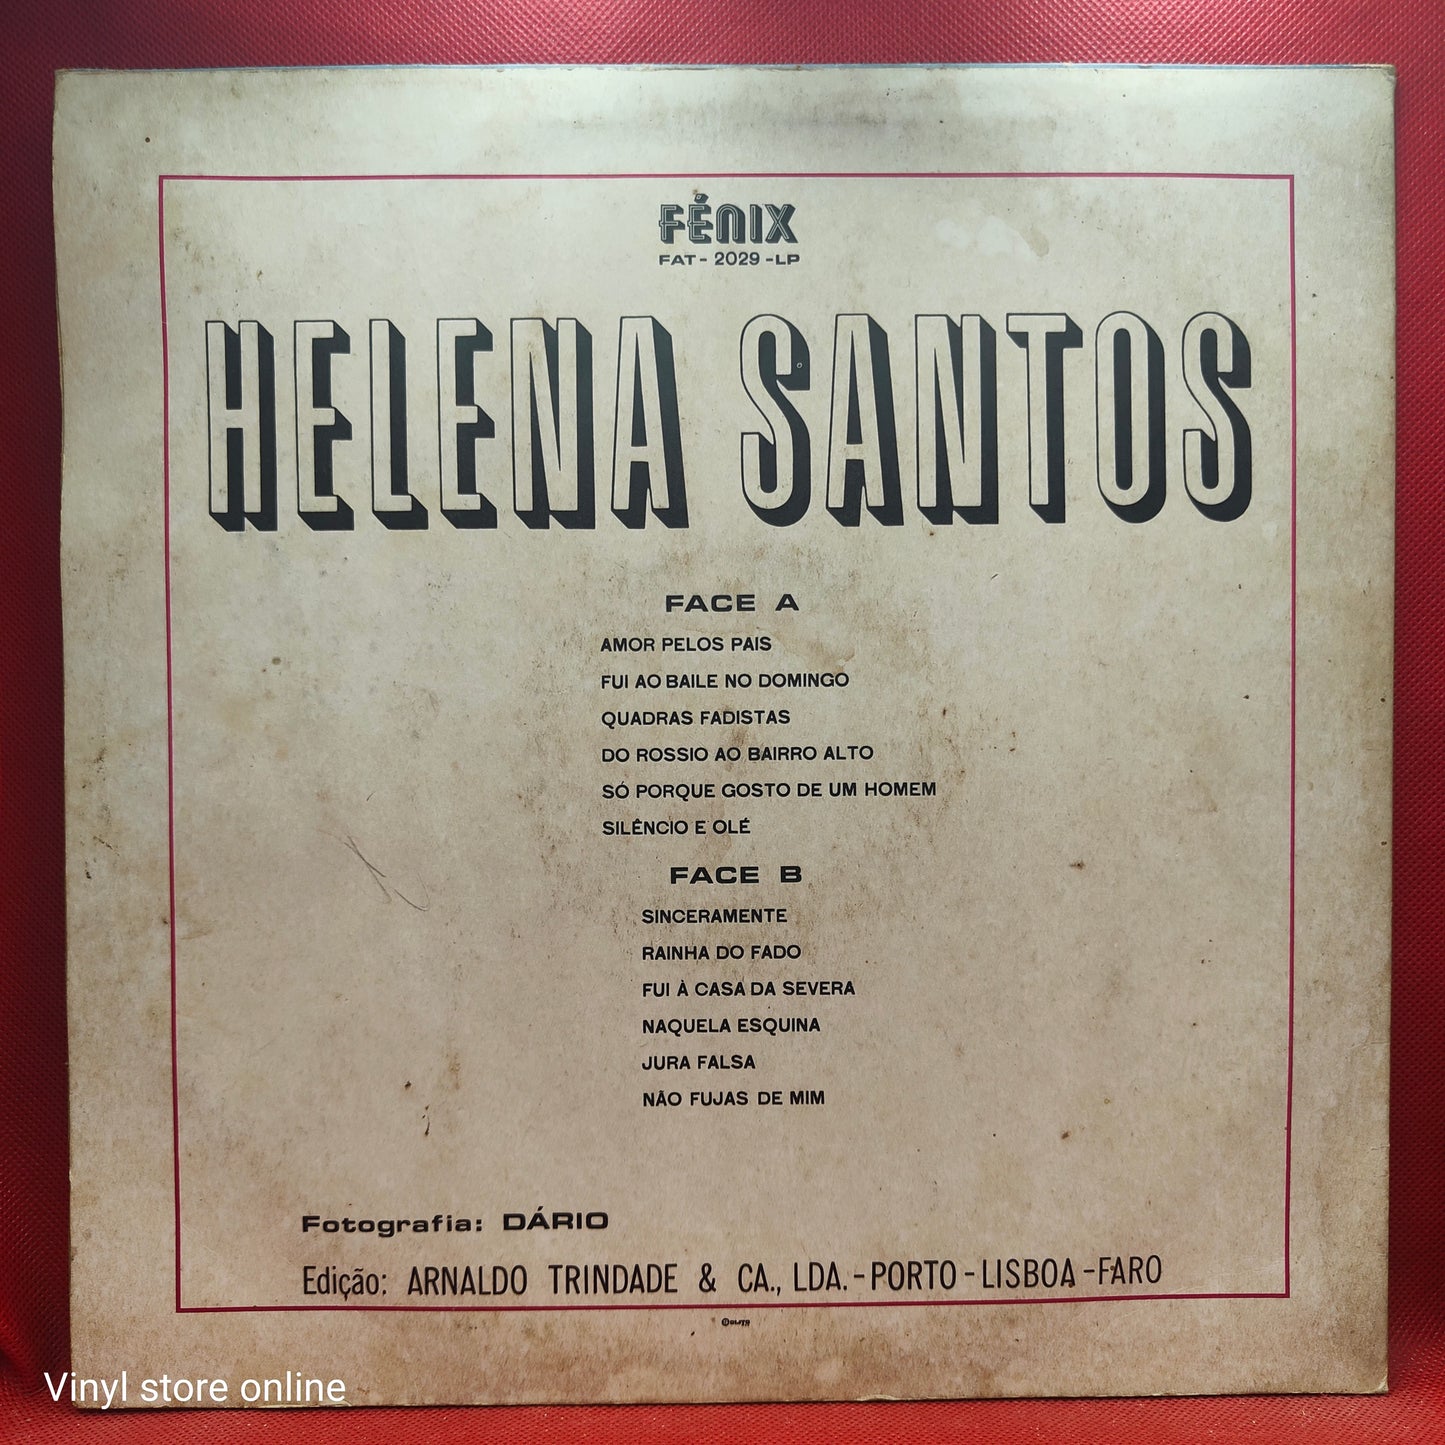 FÉNIX
FAT - 2029 - LP
HELENA SANTOS
FACE A
AMOR PELOS PAIS
FUI AO BAILE NO DOMINGO
QUADRAS FADISTAS
DO ROSSIO AO BAIRRO ALTO
SÓ PORQUE GOSTO DE UM HOMEM
SILÊNCIO E OLÉ
FACE B
SINCERAMENTE
RAINHA DO FADO
FUI À CASA DA SEVERA
NAQUELA ESQUINA
JURA FALSA
NÃO FUJAS DE MIM
Fotografia: DÁRIO
Edição: ARNALDO TRINDADE & CA., LDA. - PORTO - LISBOA - FARO
Vinyl store online